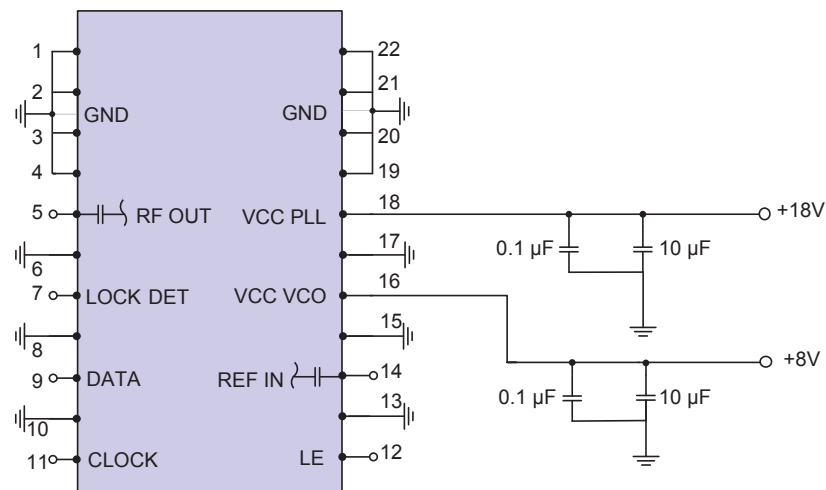 1
22
2
21
GND
GND
3
20
4
19
5
RF OUT
VCC PLL
18
+18V
6
17
0.1 µF
10 µF
7
LOCK DET
VCC VCO
16
8
15
+8V
9
DATA
REF IN
14
10
13
0.1 µF
10 µF
11
CLOCK
LE
12